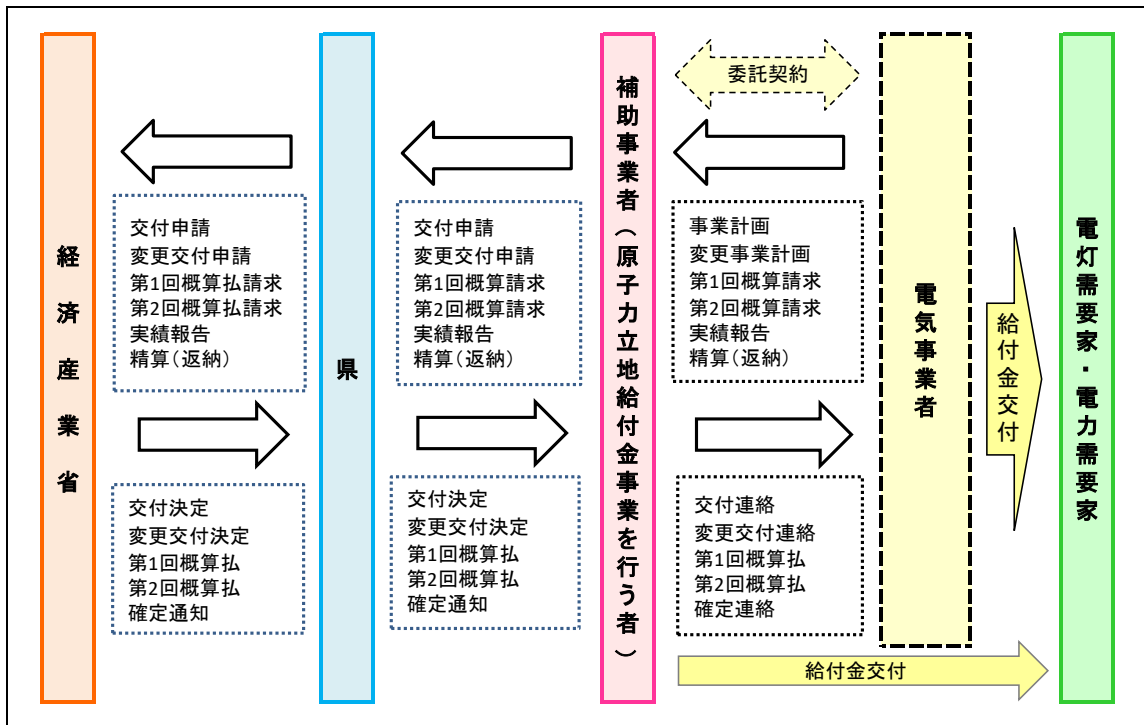 経済産業省
交付申請
変更交付申請
第1回概算払請求
第2回概算払請求
実績報告
精算(返納)
交付決定
変更交付決定
第1回概算払
第2回概算払
確定通知
県
交付申請
変更交付申請
第1回概算請求
第2回概算請求
実績報告
精算(返納)
交付決定
変更交付決定
第1回概算払
第2回概算払
確定通知
補助事業者(原子力立地給付金事業を行う者)
委託契約
事業計画
変更事業計画
第1回概算請求
第2回概算請求
実績報告
精算(返納)
交付連絡
変更交付連絡
第1回概算払
第2回概算払
確定連絡
電気事業者
給付金交付
給付金交付
電灯需要家・電力需要家